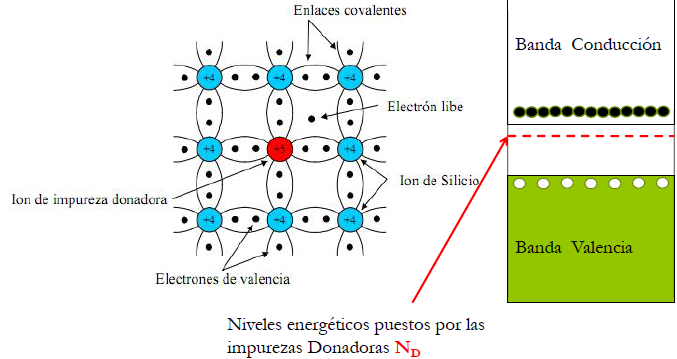 Enlaces covalentes
+4 +4 +4
Electrón libe
+4 +5 +4
Ion de impureza donadora
Ion de Silicio
+4 +4 +4
Electrones de valencia
Banda Conducción
Banda Valencia
Niveles energéticos puestos por las
impurezas Donadoras N_D